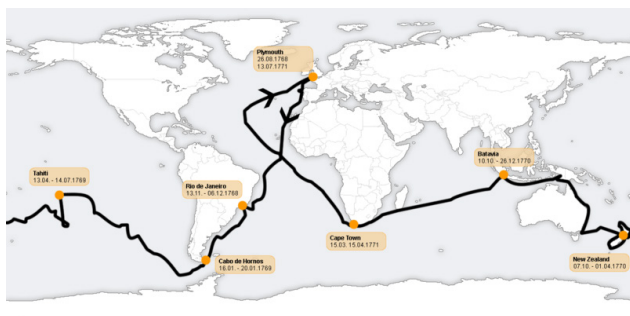 Plymouth
26.08.1768
13.07.1771
Tahiti
13.04. - 14.07.1769
Rio de Janeiro
13.11. - 06.12.1768
Batavia
10.10. - 26.12.1770
Cape Town
15.03. 15.04.1771
Cabo de Hornos
16.01. - 20.01.1769
New Zealand
07.10. - 01.04.1770